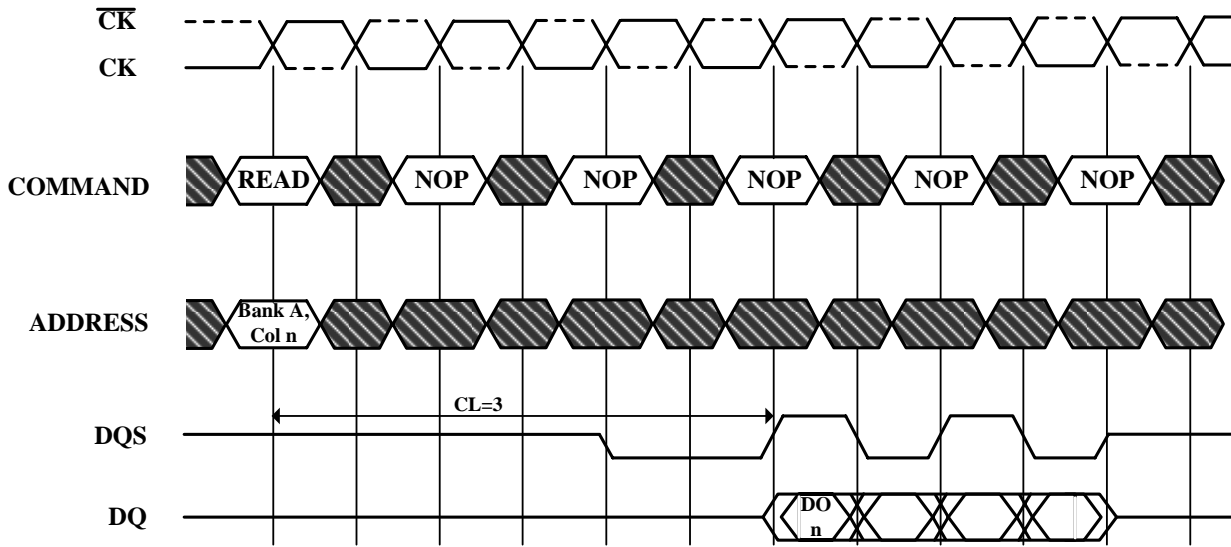 CK
CK
COMMAND READ NOP NOP NOP NOP NOP
ADDRESS Bank A,
Col n
CL=3
DQS
DQ DO
n